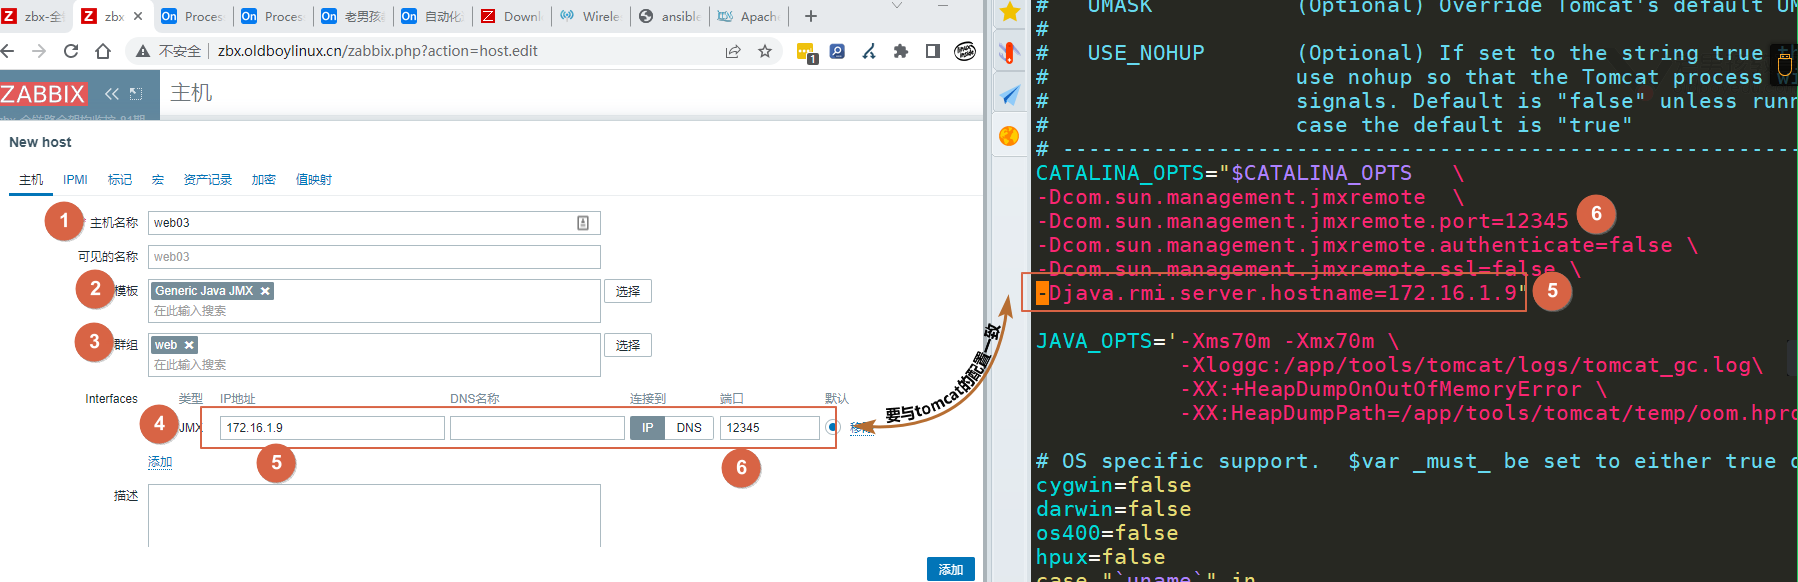 zbx-全
zbx
Proces
Proces
老男孩
自动化
Downl
Wirele
ansible
Apach
不安全
zbx.oldboylinux.cn/zabbix.php?action=host.edit
1
ZABBIX
主机
New host
主机
IPMI
标记
宏
资产记录
加密
值映射
1
主机名称
web03
可见的名称
web03
2
模板
Generic Java JMX
在此输入搜索
选择
3
群组
web
在此输入搜索
选择
Interfaces
类型
IP地址
DNS名称
连接到
端口
默认
4
JMX
172.16.1.9
IP
DNS
12345
移除
5
6
添加
描述
添加
要与tomcat的配置一致
# UMASK (Optional) Override Tomcat's default UM
#
# USE_NOHUP (Optional) If set to the string true th
# use nohup so that the Tomcat process wi
# signals. Default is "false" unless runn
# case the default is "true"
# ---------------------------------------------------------
CATALINA_OPTS="$CATALINA_OPTS \
-Dcom.sun.management.jmxremote \
-Dcom.sun.management.jmxremote.port=12345
6
-Dcom.sun.management.jmxremote.authenticate=false \
-Dcom.sun.management.jmxremote.ssl=false \
-Djava.rmi.server.hostname=172.16.1.9"
5
JAVA_OPTS='-Xms70m -Xmx70m \
-Xloggc:/app/tools/tomcat/logs/tomcat_gc.log\
-XX:+HeapDumpOnOutOfMemoryError \
-XX:HeapDumpPath=/app/tools/tomcat/temp/oom.hpro
# OS specific support. $var _must_ be set to either true o
cygwin=false
darwin=false
os400=false
hpux=false
case "`uname`" in